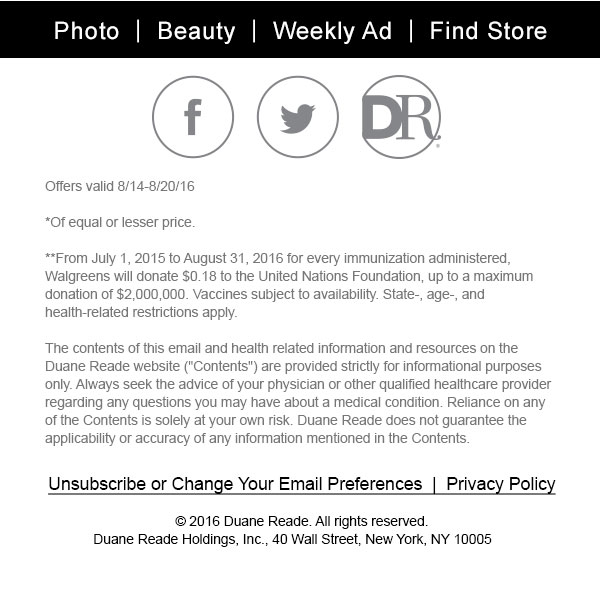 Photo | Beauty | Weekly Ad | Find Store
f DR®
Offers valid 8/14-8/20/16
*Of equal or lesser price.
**From July 1, 2015 to August 31, 2016 for every immunization administered,
Walgreens will donate $0.18 to the United Nations Foundation, up to a maximum
donation of $2,000,000. Vaccines subject to availability. State-, age-, and
health-related restrictions apply.
The contents of this email and health related information and resources on the
Duane Reade website ("Contents") are provided strictly for informational purposes
only. Always seek the advice of your physician or other qualified healthcare provider
regarding any questions you may have about a medical condition. Reliance on any
of the Contents is solely at your own risk. Duane Reade does not guarantee the
applicability or accuracy of any information mentioned in the Contents.
Unsubscribe or Change Your Email Preferences | Privacy Policy
© 2016 Duane Reade. All rights reserved.
Duane Reade Holdings, Inc., 40 Wall Street, New York, NY 10005